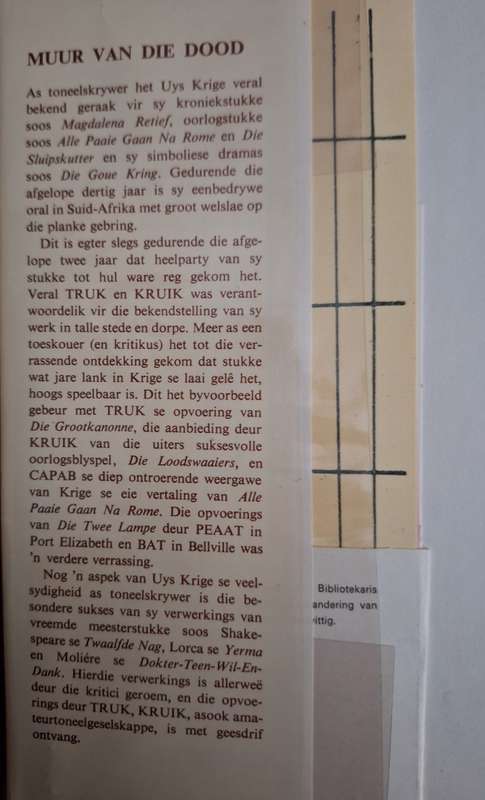 MUUR VAN DIE DOOD
As toneelskrywer het Uys Krige veral
bekend geraak vir sy kroniekstukke
soos Magdalena Retief, oorlogstukke
soos Alle Paaie Gaan Na Rome en Die
Sluipskutter en sy simboliese dramas
soos Die Goue Kring. Gedurende die
afgelope dertig jaar is sy eenbedrywe
oral in Suid-Afrika met groot welslae op
die planke gebring.
Dit is egter slegs gedurende die afge-
lope twee jaar dat heelparty van sy
stukke tot hul ware reg gekom het.
Veral TRUK en KRUIK was verant-
woordelik vir die bekendstelling van sy
werk in talle stede en dorpe. Meer as een
toeskouer (en kritikus) het tot die ver-
rassende ontdekking gekom dat stukke
wat jare lank in Krige se laai gelê het,
hoogs speelbaar is. Dit het byvoorbeeld
gebeur met TRUK se opvoering van
Die Grootkanonne, die aanbieding deur
KRUIK van die uiters suksesvolle
oorlogsblyspel, Die Loodswaaiers, en
CAPAB se diep ontroerende weergawe
van Krige se eie vertaling van Alle
Paaie Gaan Na Rome. Die opvoerings
van Die Twee Lampe deur PEAAT in
Port Elizabeth en BAT in Bellville was
'n verdere verrassing.
Nog 'n aspek van Uys Krige se veel-
sydigheid as toneelskrywer is die be-
sondere sukses van sy verwerkings van
vreemde meesterstukke soos Shake-
speare se Twaalfde Nag, Lorca se Yerma
en Moliére se Dokter-Teen-Wil-En-
Dank. Hierdie verwerkings is allerweë
deur die kritici geroem, en die opvoe-
rings deur TRUK, KRUIK, asook ama-
teurtoneelgeselskappe, is met geesdrif
ontvang.
Bibliotekaris
andering van
wittig.